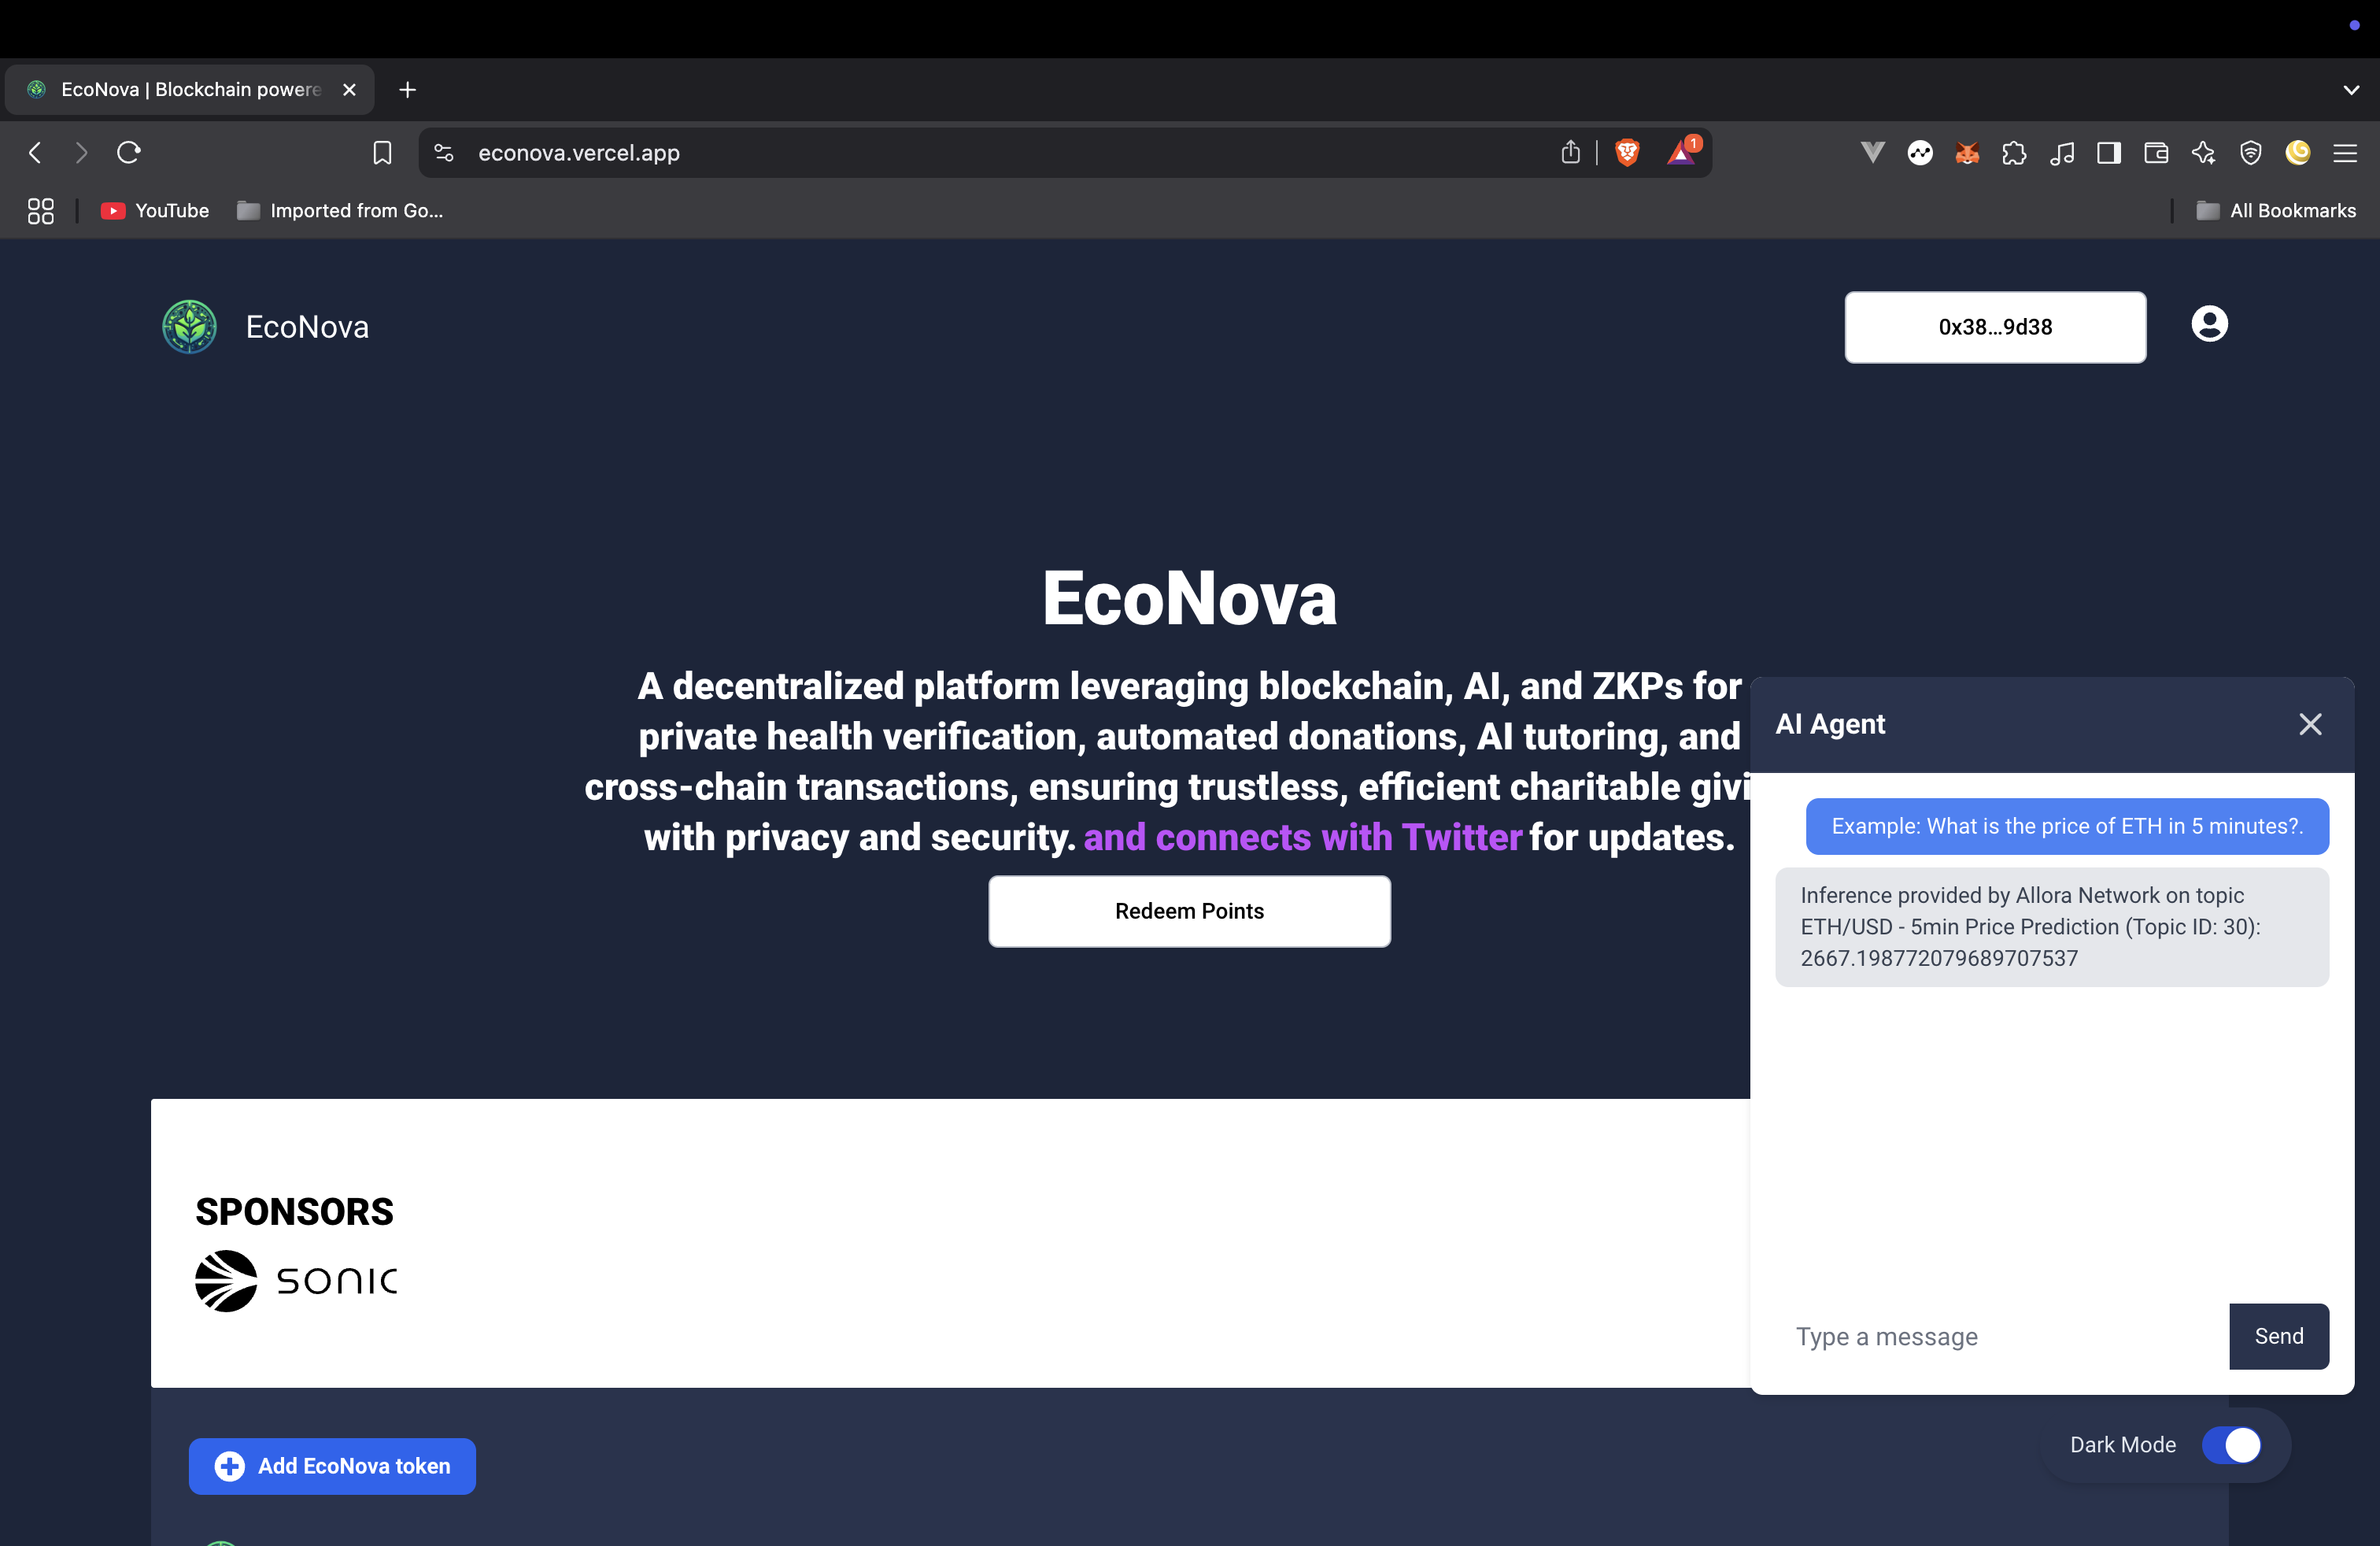 EcoNova | Blockchain powere
econova.vercel.app
1
YouTube
Imported from Go...
All Bookmarks
EcoNova
0x38...9d38
EcoNova
A decentralized platform leveraging blockchain, AI, and ZKPs for
private health verification, automated donations, AI tutoring, and
cross-chain transactions, ensuring trustless, efficient charitable givi
with privacy and security. and connects with Twitter for updates.
Redeem Points
AI Agent
Example: What is the price of ETH in 5 minutes?.
Inference provided by Allora Network on topic
ETH/USD - 5min Price Prediction (Topic ID: 30):
2667.198772079689707537
Type a message
Send
SPONSORS
SONIC
Add EcoNova token
Dark Mode